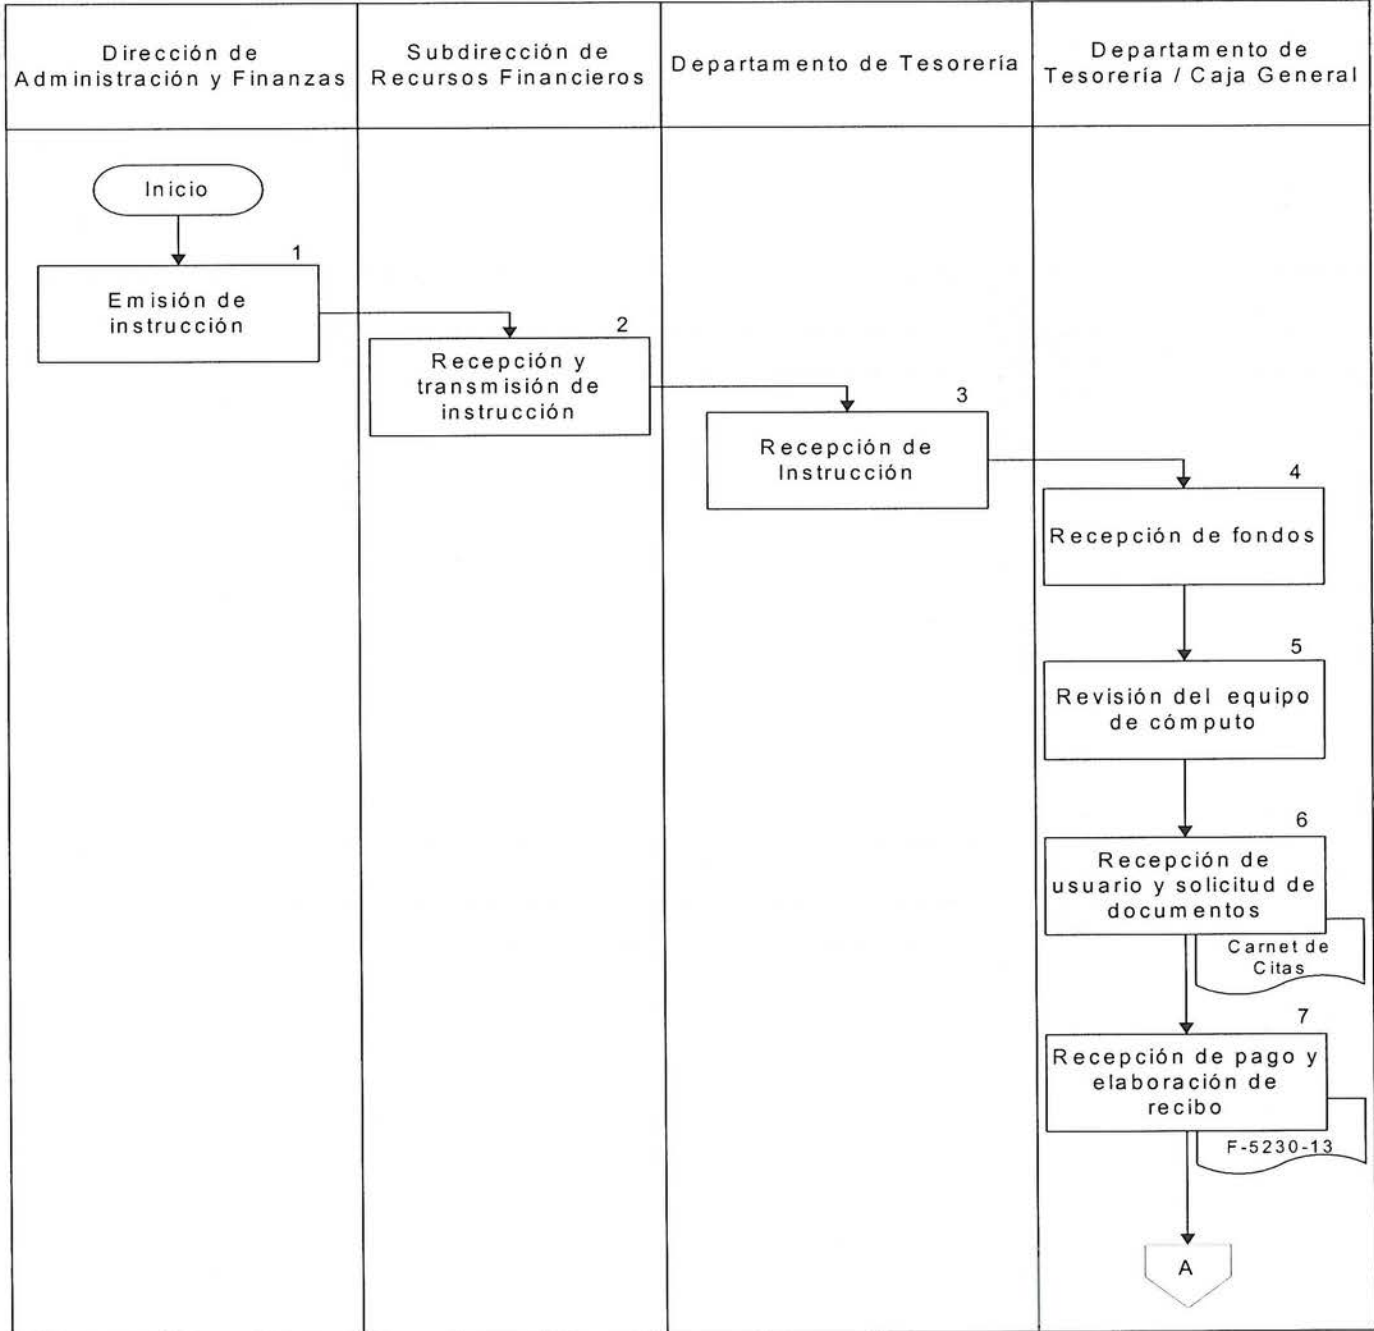 Dirección de
Administración y Finanzas
Subdirección de
Recursos Financieros
Departamento de Tesorería
Departamento de
Tesorería / Caja General
Inicio
1
Emisión de
instrucción
2
Recepción y
transmisión de
instrucción
3
Recepción de
Instrucción
4
Recepción de fondos
5
Revisión del equipo
de cómputo
6
Recepción de
usuario y solicitud de
documentos
Carnet de
Citas
7
Recepción de pago y
elaboración de
recibo
F-5230-13
A